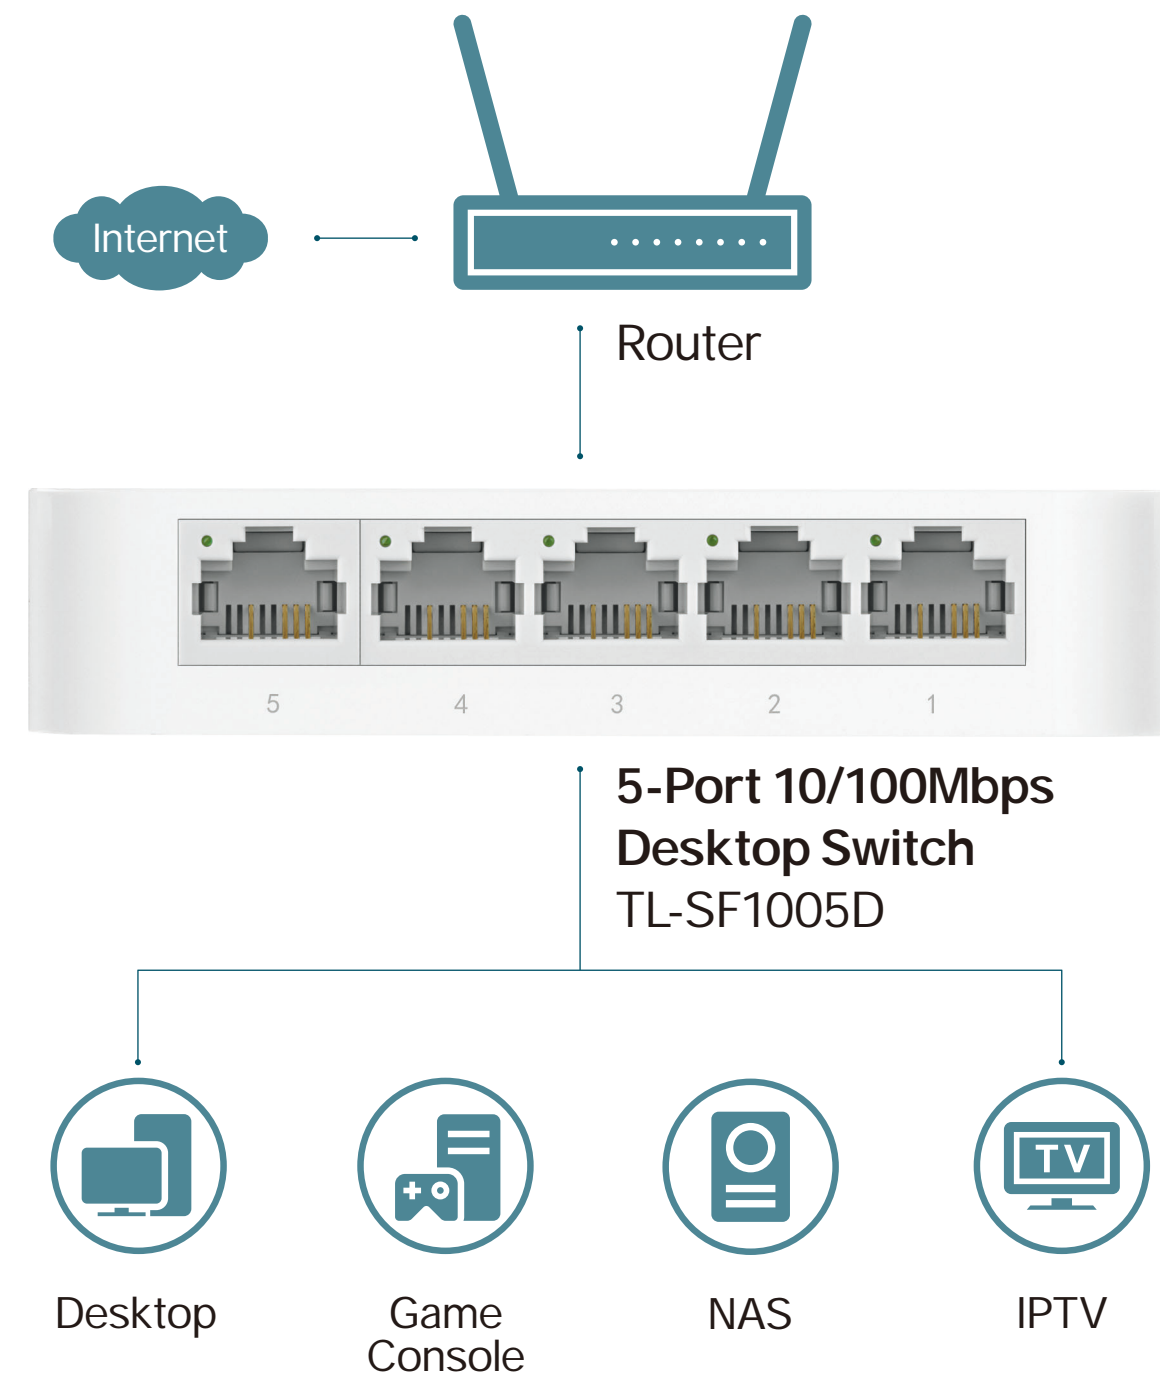 Internet
Router
5 4 3 2 1
5-Port 10/100Mbps
Desktop Switch
TL-SF1005D
TV
Desktop
Game
Console
NAS
IPTV